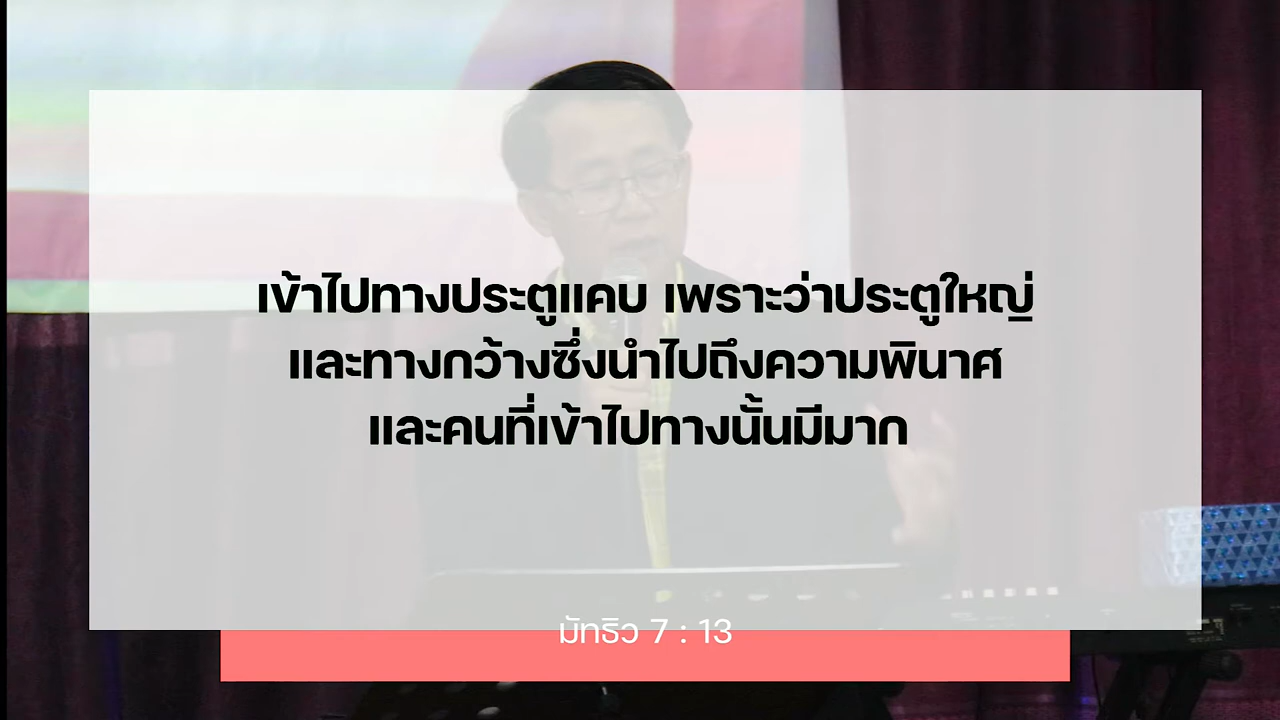 เข้าไปทางประตูแคบ เพราะว่าประตูใหญ่
และทางกว้างซึ่งนำไปถึงความพินาศ
และคนที่เข้าไปทางนั้นมีมาก
มัทธิว 7 : 13